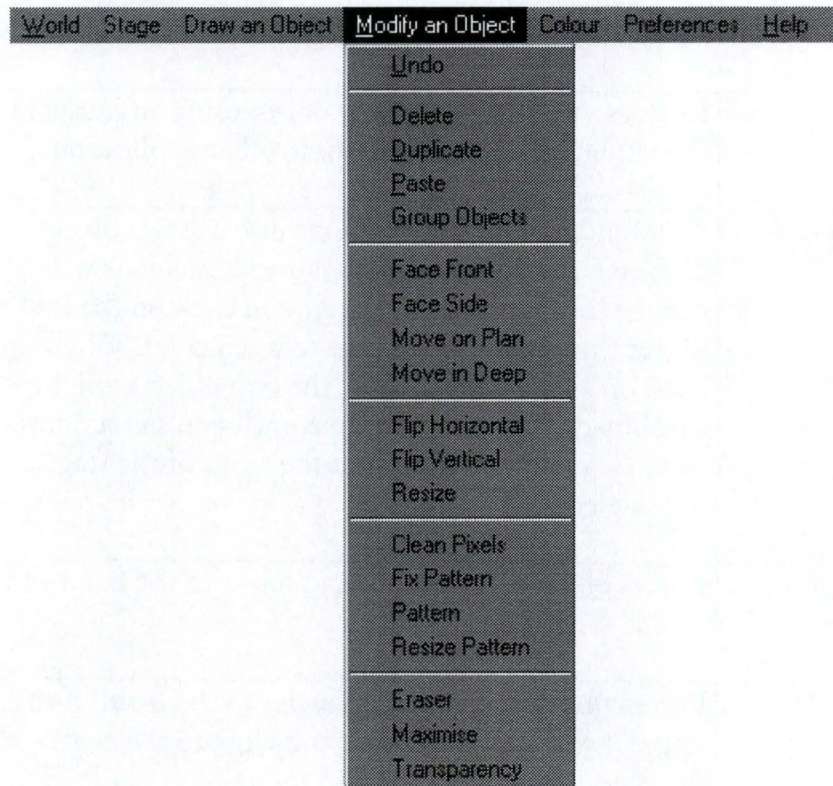 World Stage Draw an Object Modify an Object Colour Preferences Help
Undo
Delete
Duplicate
Paste
Group Objects
Face Front
Face Side
Move on Plan
Move in Deep
Flip Horizontal
Flip Vertical
Resize
Clean Pixels
Fix Pattern
Pattern
Resize Pattern
Eraser
Maximise
Transparency